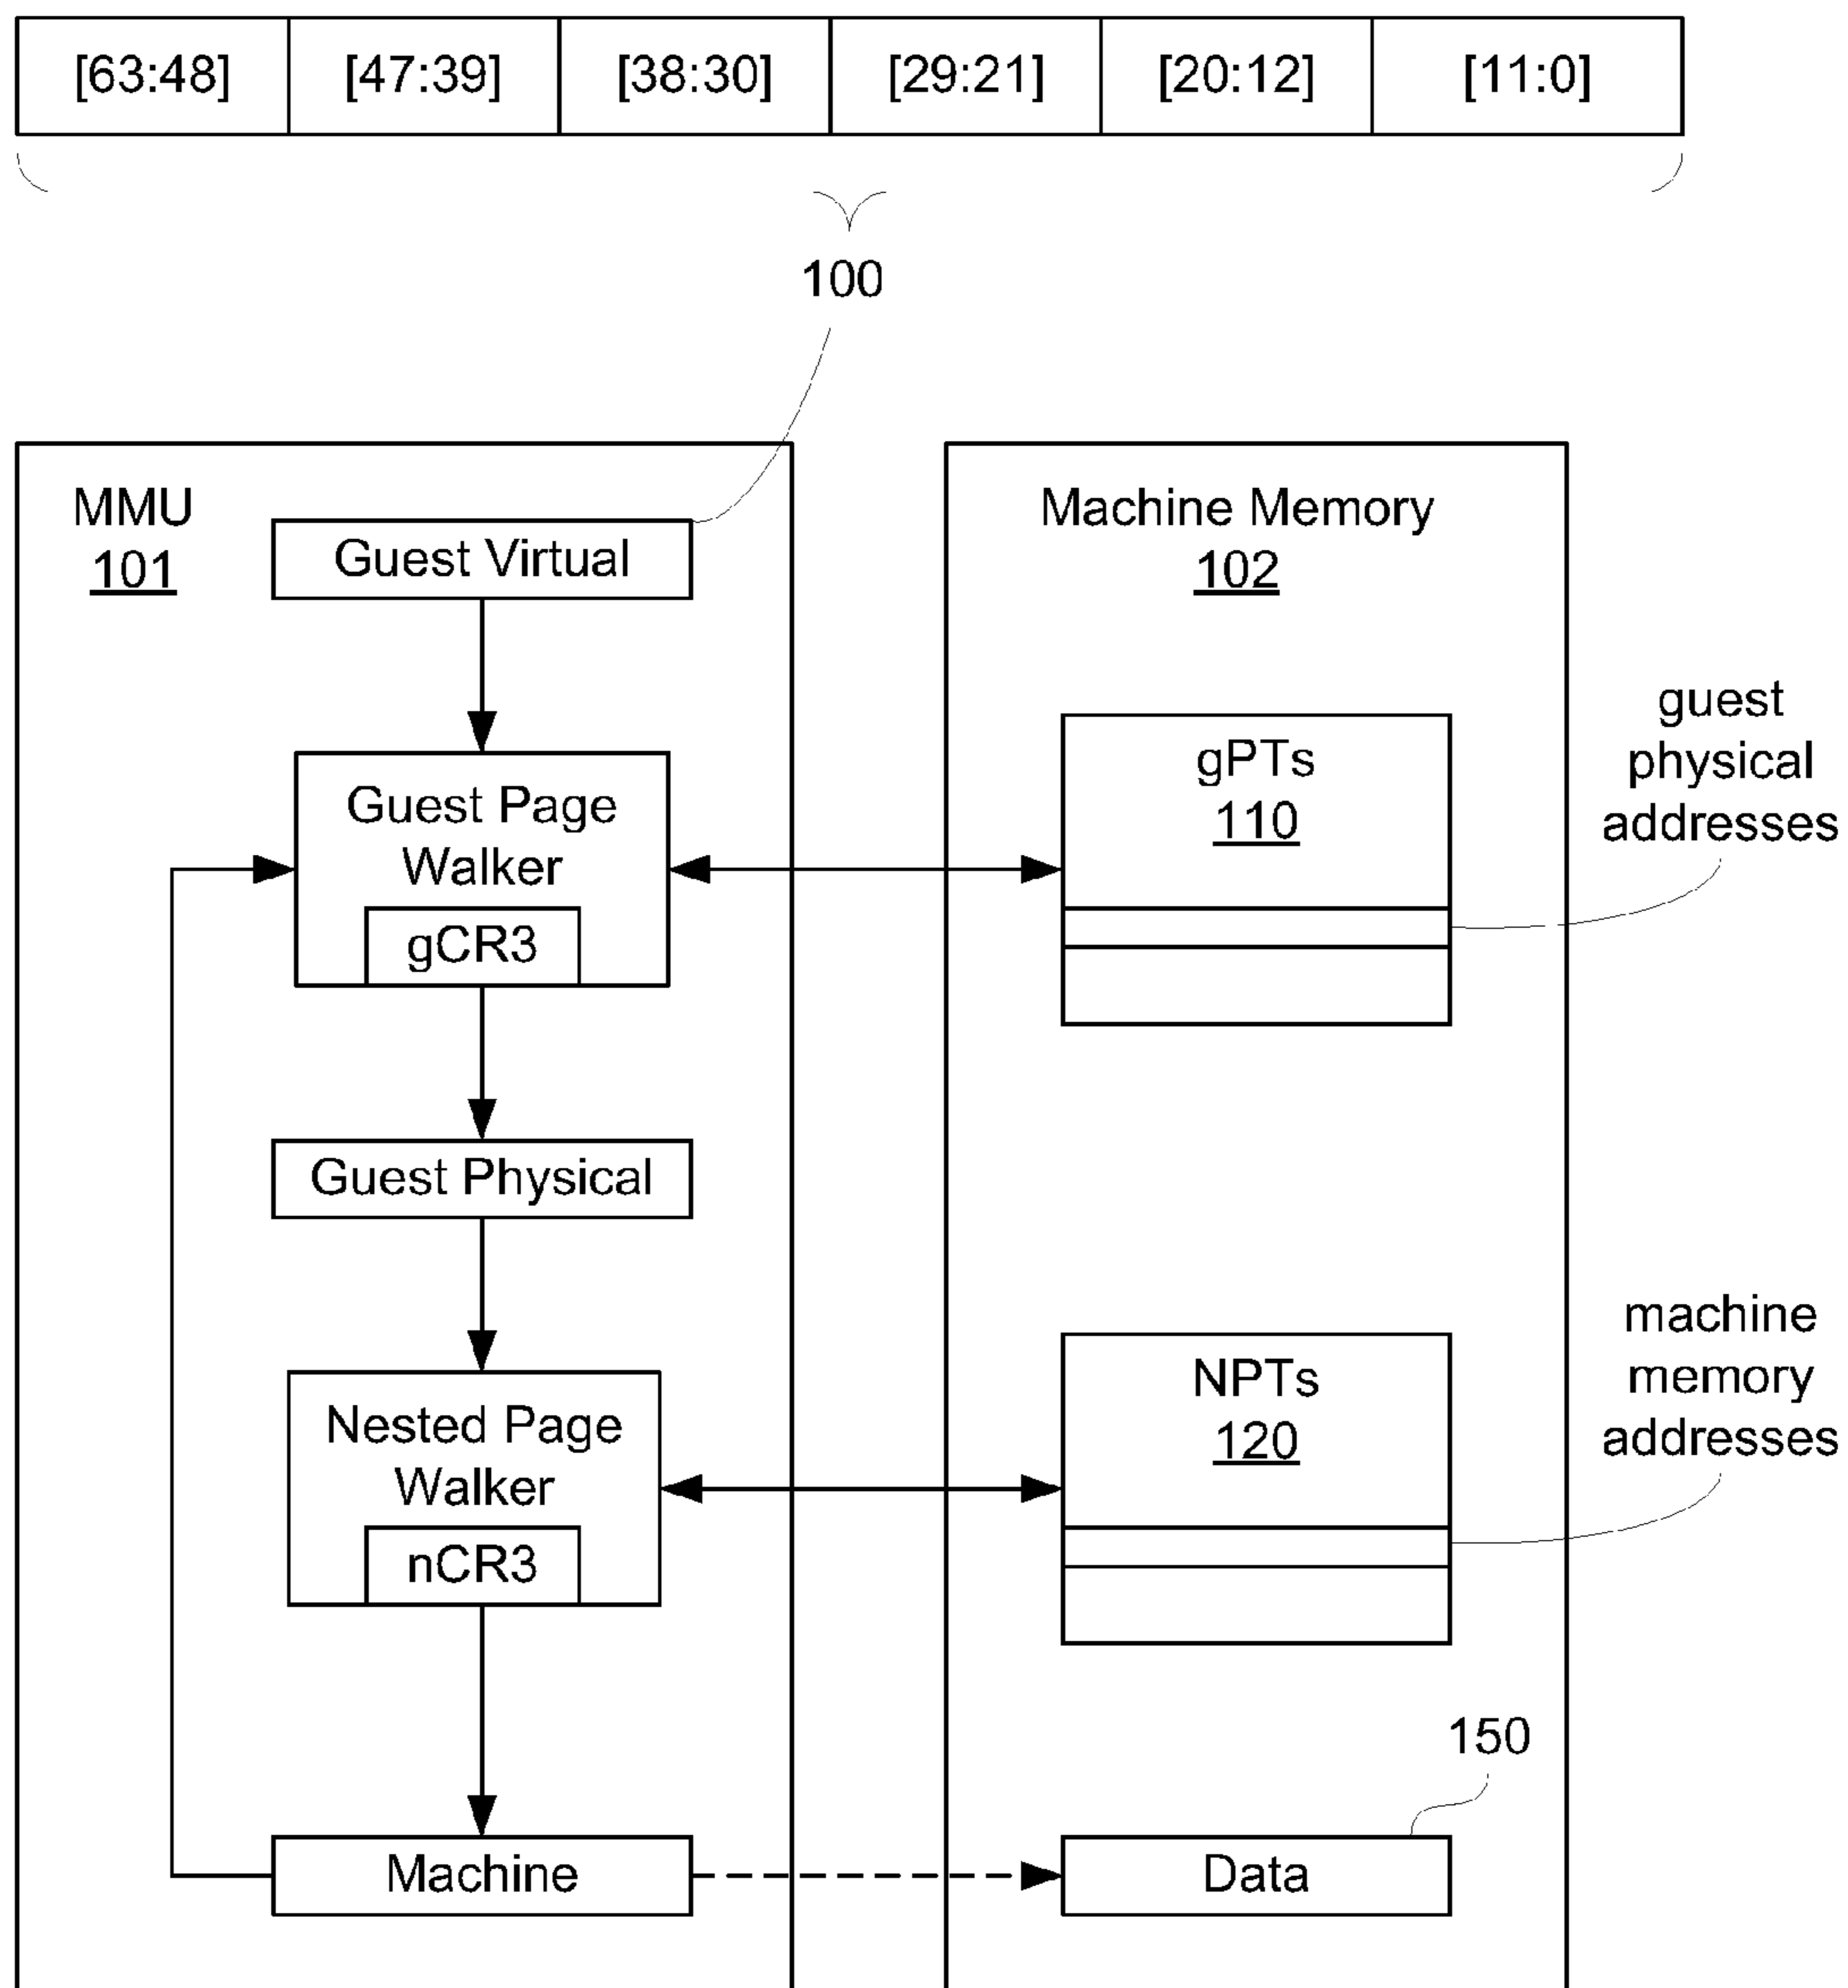 [63:48] [47:39] [38:30] [29:21] [20:12] [11:0]
100
MMU
101
Guest Virtual
Guest Page
Walker
gCR3
Guest Physical
Nested Page
Walker
nCR3
Machine
Machine Memory
102
gPTs
110
guest
physical
addresses
NPTs
120
machine
memory
addresses
150
Data